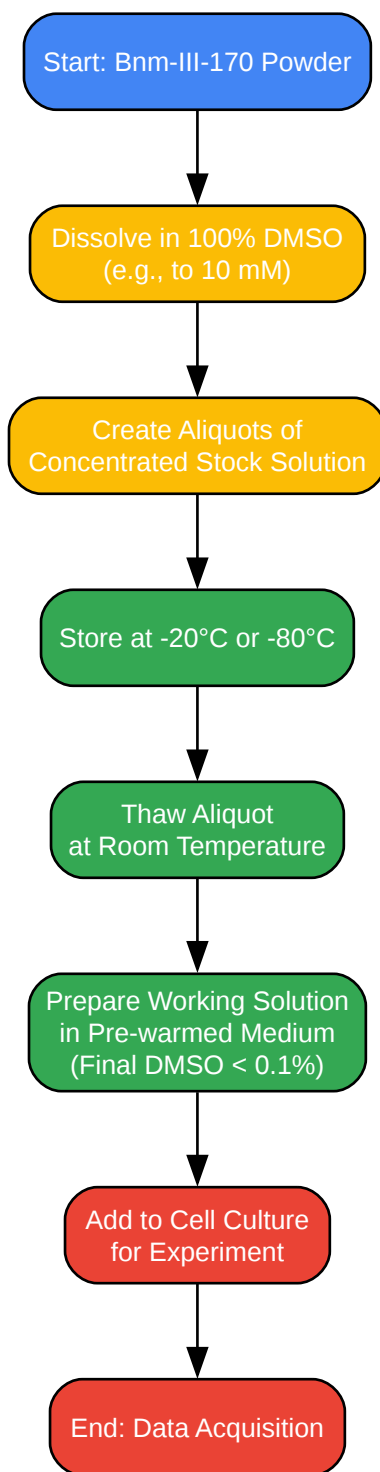 Start: Bnm-III-170 Powder
Dissolve in 100% DMSO
(e.g., to 10 mM)
Create Aliquots of
Concentrated Stock Solution
Store at -20°C or -80°C
Thaw Aliquot
at Room Temperature
Prepare Working Solution
in Pre-warmed Medium
(Final DMSO < 0.1%)
Add to Cell Culture
for Experiment
End: Data Acquisition